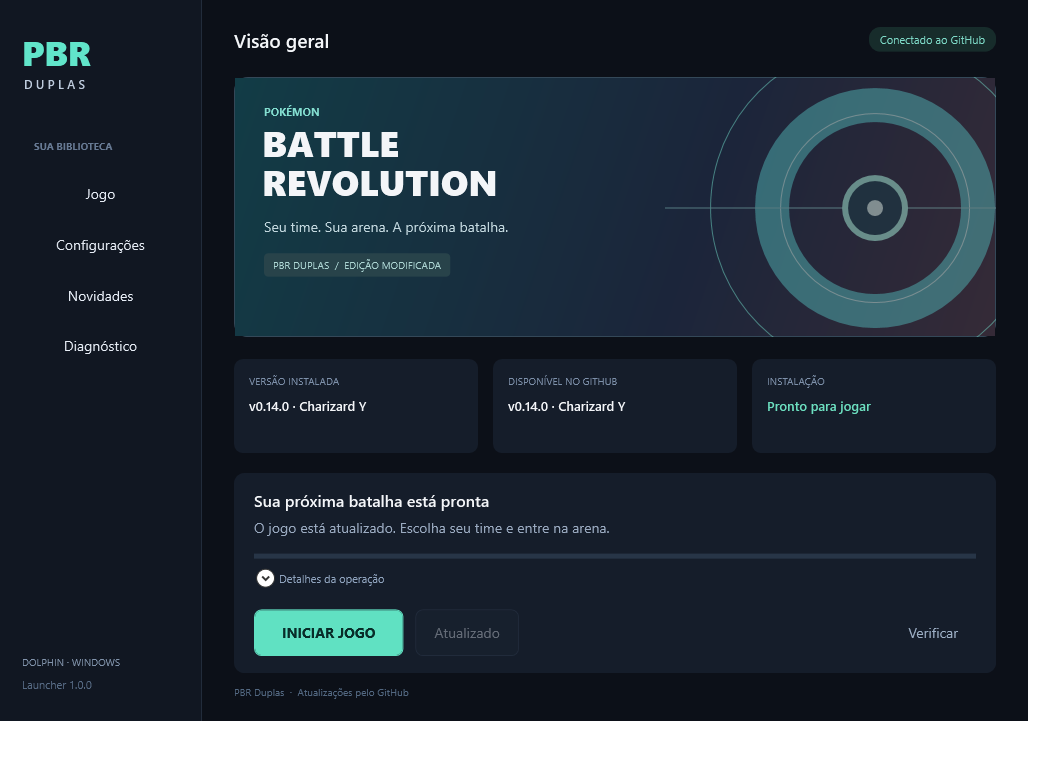 PBR
DUPLAS
SUA BIBLIOTECA
Jogo
Configurações
Novidades
Diagnóstico
DOLPHIN · WINDOWS
Launcher 1.0.0
Visão geral
Conectado ao GitHub
POKÉMON
BATTLE
REVOLUTION
Seu time. Sua arena. A próxima batalha.
PBR DUPLAS / EDIÇÃO MODIFICADA
VERSÃO INSTALADA
v0.14.0 · Charizard Y
DISPONÍVEL NO GITHUB
v0.14.0 · Charizard Y
INSTALAÇÃO
Pronto para jogar
Sua próxima batalha está pronta
O jogo está atualizado. Escolha seu time e entre na arena.
Detalhes da operação
INICIAR JOGO
Atualizado
Verificar
PBR Duplas · Atualizações pelo GitHub